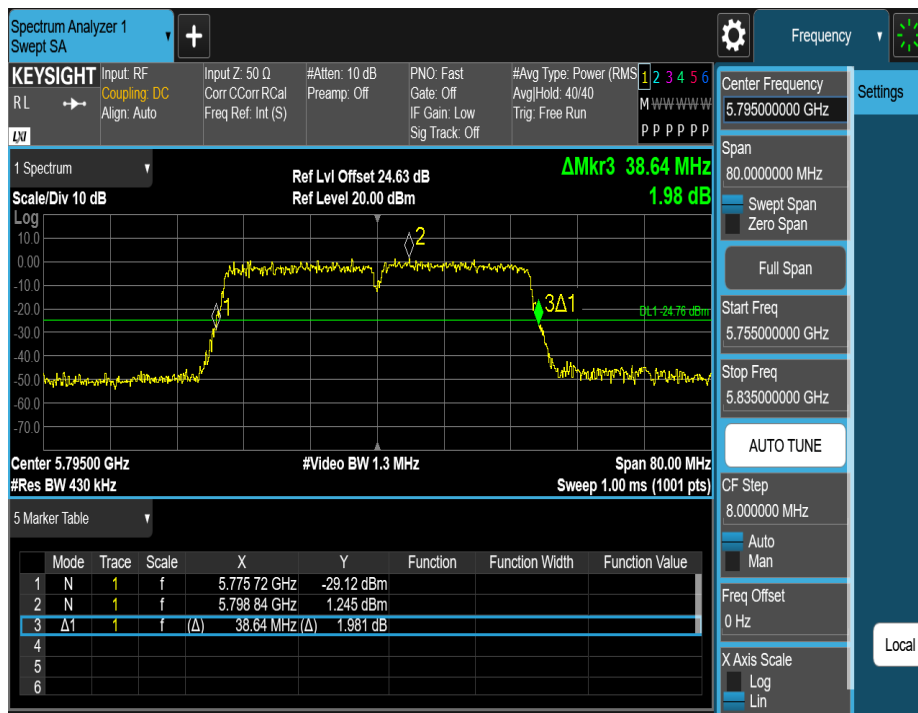 Spectrum Analyzer 1
Swept SA
Frequency
KEYSIGHT
RL
LXI
Input: RF
Coupling: DC
Align: Auto
Input Z: 50 Ω
Corr CCorr RCal
Freq Ref: Int (S)
#Atten: 10 dB
Preamp: Off
PNO: Fast
Gate: Off
IF Gain: Low
Sig Track: Off
#Avg Type: Power (RMS
Avg|Hold: 40/40
Trig: Free Run
1 2 3 4 5 6
M W W W W W
P P P P P P
1 Spectrum
Scale/Div 10 dB
Ref Lvl Offset 24.63 dB
Ref Level 20.00 dBm
ΔMkr3 38.64 MHz
1.98 dB
Log
10.0
0.00
-10.0
-20.0
-30.0
-40.0
-50.0
-60.0
-70.0
1
2
3Δ1
DL1 -24.76 dBm
Center 5.79500 GHz
#Video BW 1.3 MHz
Span 80.00 MHz
#Res BW 430 kHz
Sweep 1.00 ms (1001 pts)
5 Marker Table
Mode Trace Scale X Y Function Function Width Function Value
1 N 1 f 5.775 72 GHz -29.12 dBm
2 N 1 f 5.798 84 GHz 1.245 dBm
3 Δ1 1 f (Δ) 38.64 MHz (Δ) 1.981 dB
4
5
6
Center Frequency
5.795000000 GHz
Settings
Span
80.0000000 MHz
Swept Span
Zero Span
Full Span
Start Freq
5.755000000 GHz
Stop Freq
5.835000000 GHz
AUTO TUNE
CF Step
8.000000 MHz
Auto
Man
Freq Offset
0 Hz
Local
X Axis Scale
Log
Lin